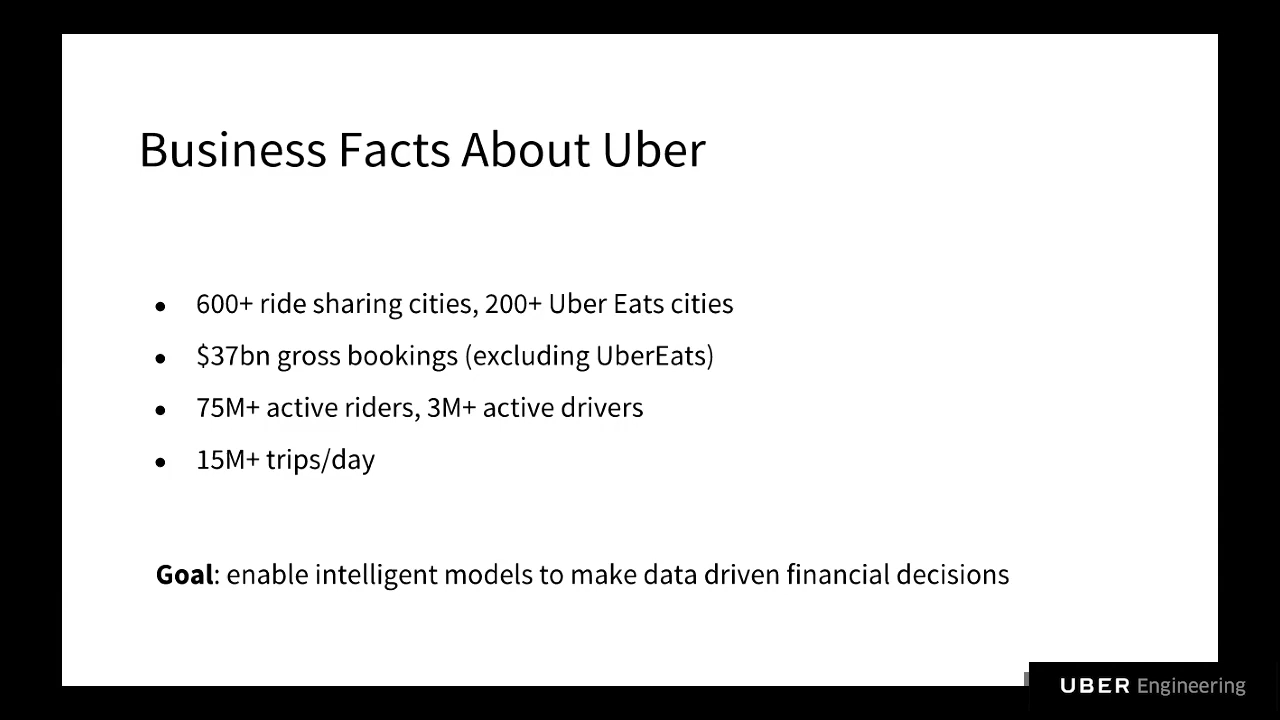 Business Facts About Uber
● 600+ ride sharing cities, 200+ Uber Eats cities
● $37bn gross bookings (excluding UberEats)
● 75M+ active riders, 3M+ active drivers
● 15M+ trips/day
Goal: enable intelligent models to make data driven financial decisions
UBER Engineering